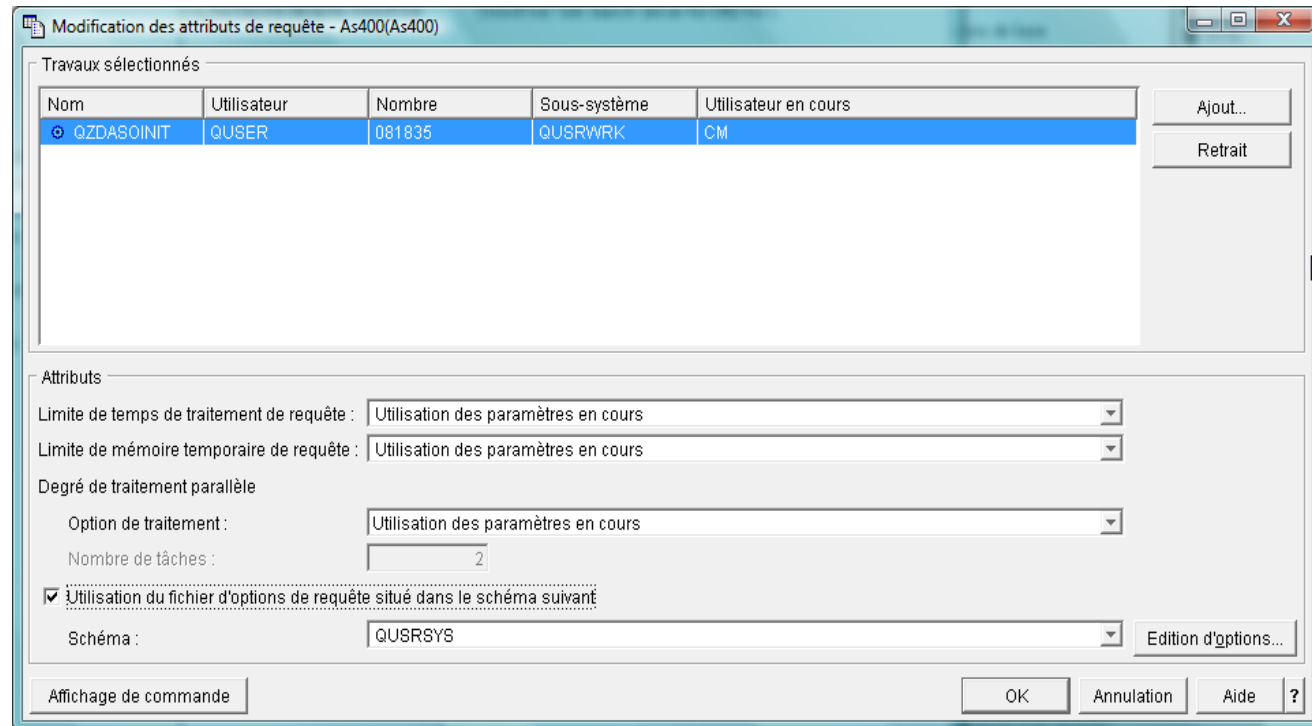 Modification des attributs de requête - As400(As400)
Travaux sélectionnés
Nom Utilisateur Nombre Sous-système Utilisateur en cours
QZDASOINIT QUSER 081835 QUSRWRK CM
Ajout...
Retrait
Attributs
Limite de temps de traitement de requête : Utilisation des paramètres en cours
Limite de mémoire temporaire de requête : Utilisation des paramètres en cours
Degré de traitement parallèle
Option de traitement : Utilisation des paramètres en cours
Nombre de tâches : 2
Utilisation du fichier d'options de requête situé dans le schéma suivant
Schéma : QUSRSYS Edition d'options...
Affichage de commande OK Annulation Aide ?